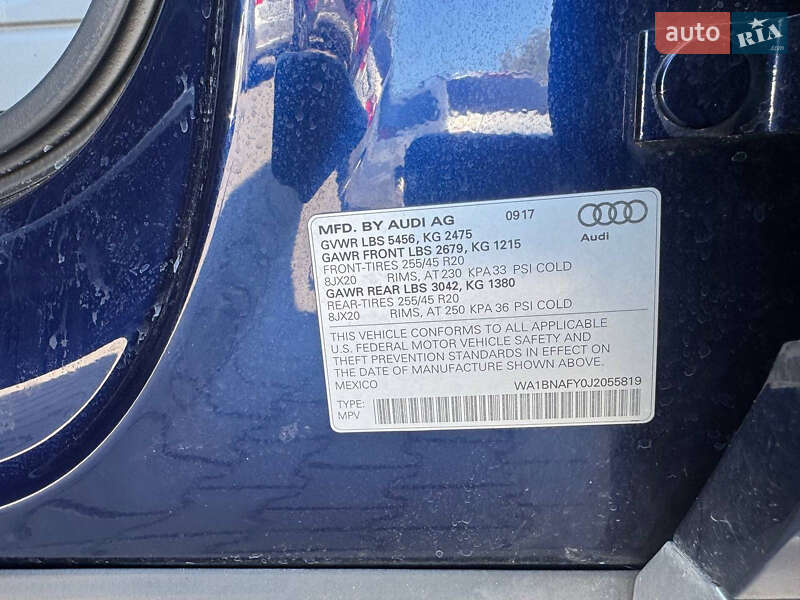 auto RIA.com
MFD. BY AUDI AG 0917
GVWR LBS 5456, KG 2475
GAWR FRONT LBS 2679, KG 1215
FRONT-TIRES 255/45 R20
8JX20 RIMS, AT 230 KPA 33 PSI COLD
GAWR REAR LBS 3042, KG 1380
REAR-TIRES 255/45 R20
8JX20 RIMS, AT 250 KPA 36 PSI COLD
Audi
THIS VEHICLE CONFORMS TO ALL APPLICABLE
U.S. FEDERAL MOTOR VEHICLE SAFETY AND
THEFT PREVENTION STANDARDS IN EFFECT ON
THE DATE OF MANUFACTURE SHOWN ABOVE.
MEXICO WA1BNAFY0J2055819
TYPE:
MPV